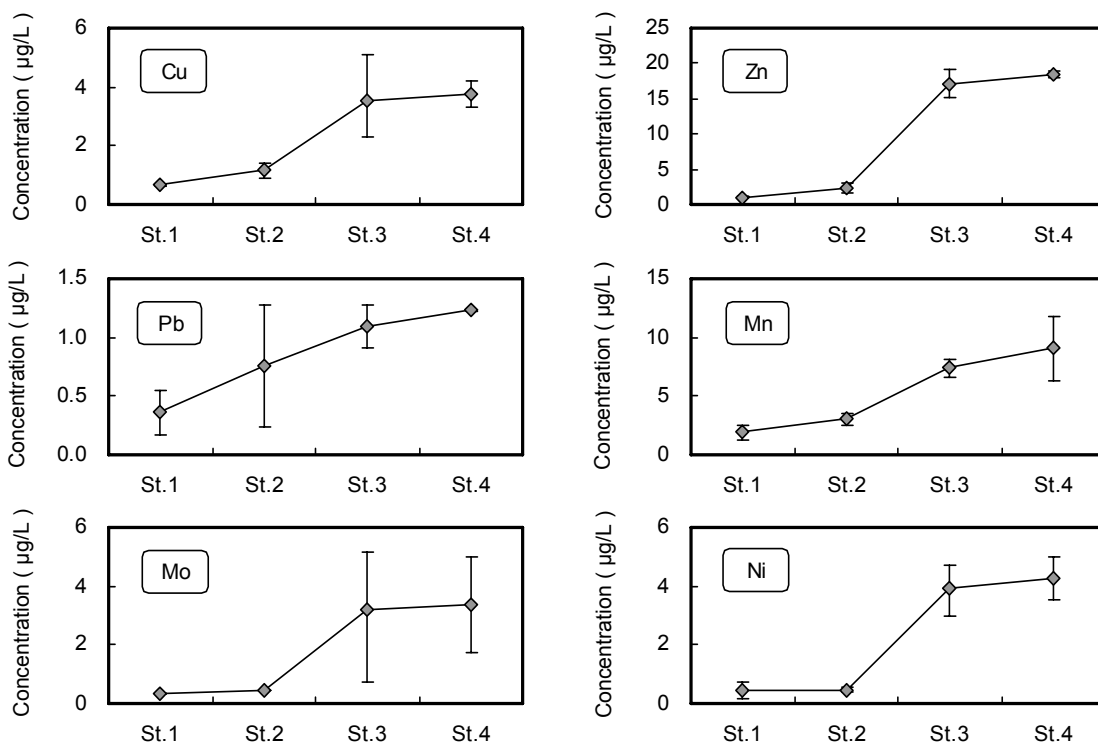 Concentration ( µg/L )
6
4
2
0
Cu
St.1 St.2 St.3 St.4
Concentration ( µg/L )
25
20
15
10
5
0
Zn
St.1 St.2 St.3 St.4
Concentration ( µg/L )
1.5
1.0
0.5
0.0
Pb
St.1 St.2 St.3 St.4
Concentration ( µg/L )
15
10
5
0
Mn
St.1 St.2 St.3 St.4
Concentration ( µg/L )
6
4
2
0
Mo
St.1 St.2 St.3 St.4
Concentration ( µg/L )
6
4
2
0
Ni
St.1 St.2 St.3 St.4